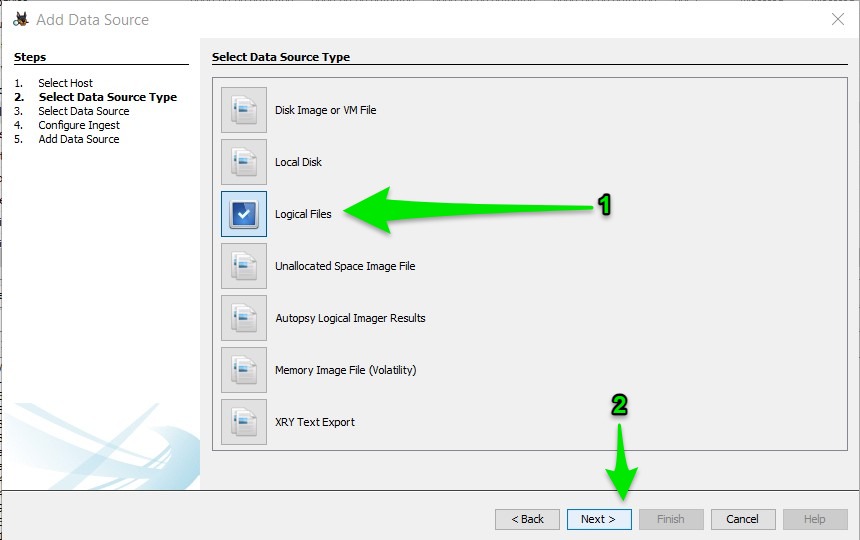 Add Data Source
Steps
1. Select Host
2. Select Data Source Type
3. Select Data Source
4. Configure Ingest
5. Add Data Source
Select Data Source Type
Disk Image or VM File
Local Disk
Logical Files
1
Unallocated Space Image File
Autopsy Logical Imager Results
Memory Image File (Volatility)
XRY Text Export
2
< Back
Next >
Finish
Cancel
Help